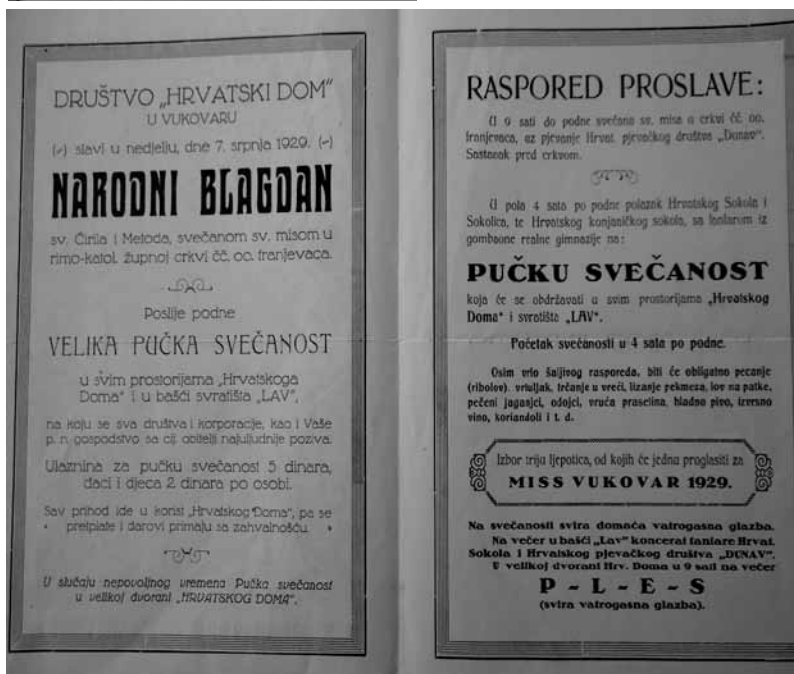 DRUŠTVO „HRVATSKI DOM"
U VUKOVARU
(-) slavi u nedjelju, dne 7. srpnja 1929. (-)
NARODNI BLAGDAN
sv. Ćirila i Metoda, svečanom sv. misom u
rimo-katol. župnoj crkvi čč. oo. franjevaca.
Poslije podne
VELIKA PUČKA SVEČANOST
u svim prostorijama „Hrvatskoga
Doma" i u bašći svratišta „LAV",
na koju se sva društva i korporacije, kao i Vaše
p. n. gospodstvo sa cij. obitelji najuljudnije poziva.
Ulaznina za pučku svečanost 5 dinara,
đaci i djeca 2 dinara po osobi.
Sav prihod ide u korist „Hrvatskog Doma", pa se
pretplate i darovi primaju sa zahvalnošću.
U slučaju nepovoljnog vremena Pučka svečanost
u velikoj dvorani „HRVATSKOG DOMA".
RASPORED PROSLAVE:
U 9 sati do podne svečana sv. misa u crkvi čč. oo.
franjevaca, uz pjevanje Hrvat. pjevačkog društva „Dunav".
Sastanak pred crkvom.
U pola 4 sata po podne polazak Hrvatskog Sokola i
Sokolica, te Hrvatskog konjaničkog sokola, sa fanfarom iz
gombaone realne gimnazije na:
PUČKU SVEČANOST
koja će se obdržavati u svim prostorijama „Hrvatskog
Doma" i svratišta „LAV".
Početak svečanosti u 4 sata po podne.
Osim vrlo šaljivog rasporeda, biti će obligatno pecanje
(ribolov). vrtuljak, trčanje u vreći, lizanje pekmeza, lov na patke,
pečeni jaganjci, odojci, vruća prasetina, hladno pivo, izvrsno
vino, koriandoli i t. d.
Izbor triju ljepotica, od kojih će jednu proglasiti za
MISS VUKOVAR 1929.
Na svečanosti svira domaća vatrogasna glazba.
Na večer u bašći „Lav" koncerat fanfare Hrvat.
Sokola i Hrvatskog pjevačkog društva „DUNAV".
U velikoj dvorani Hrv. Doma u 9 sati na večer
P - L - E - S
(svira vatrogasna glazba).